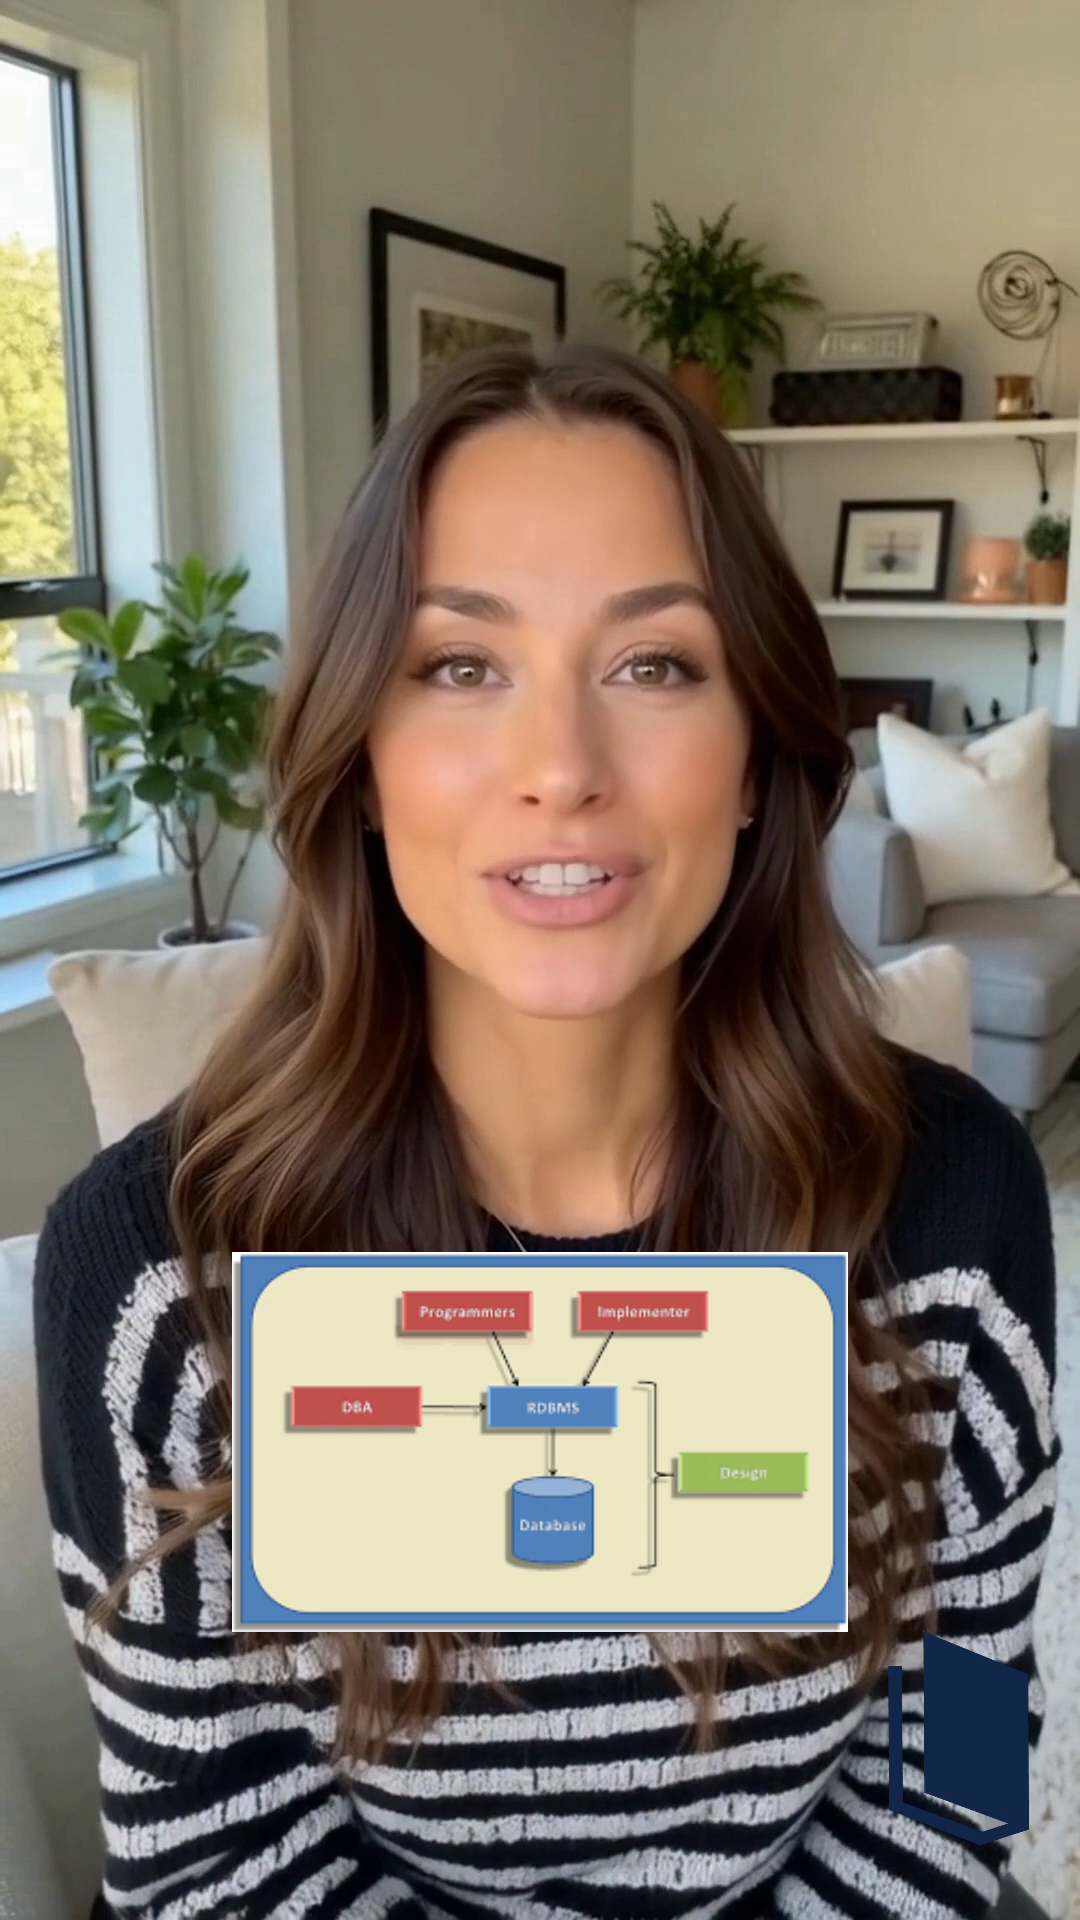 Programmers
Implementer
DBA
RDBMS
Design
Database